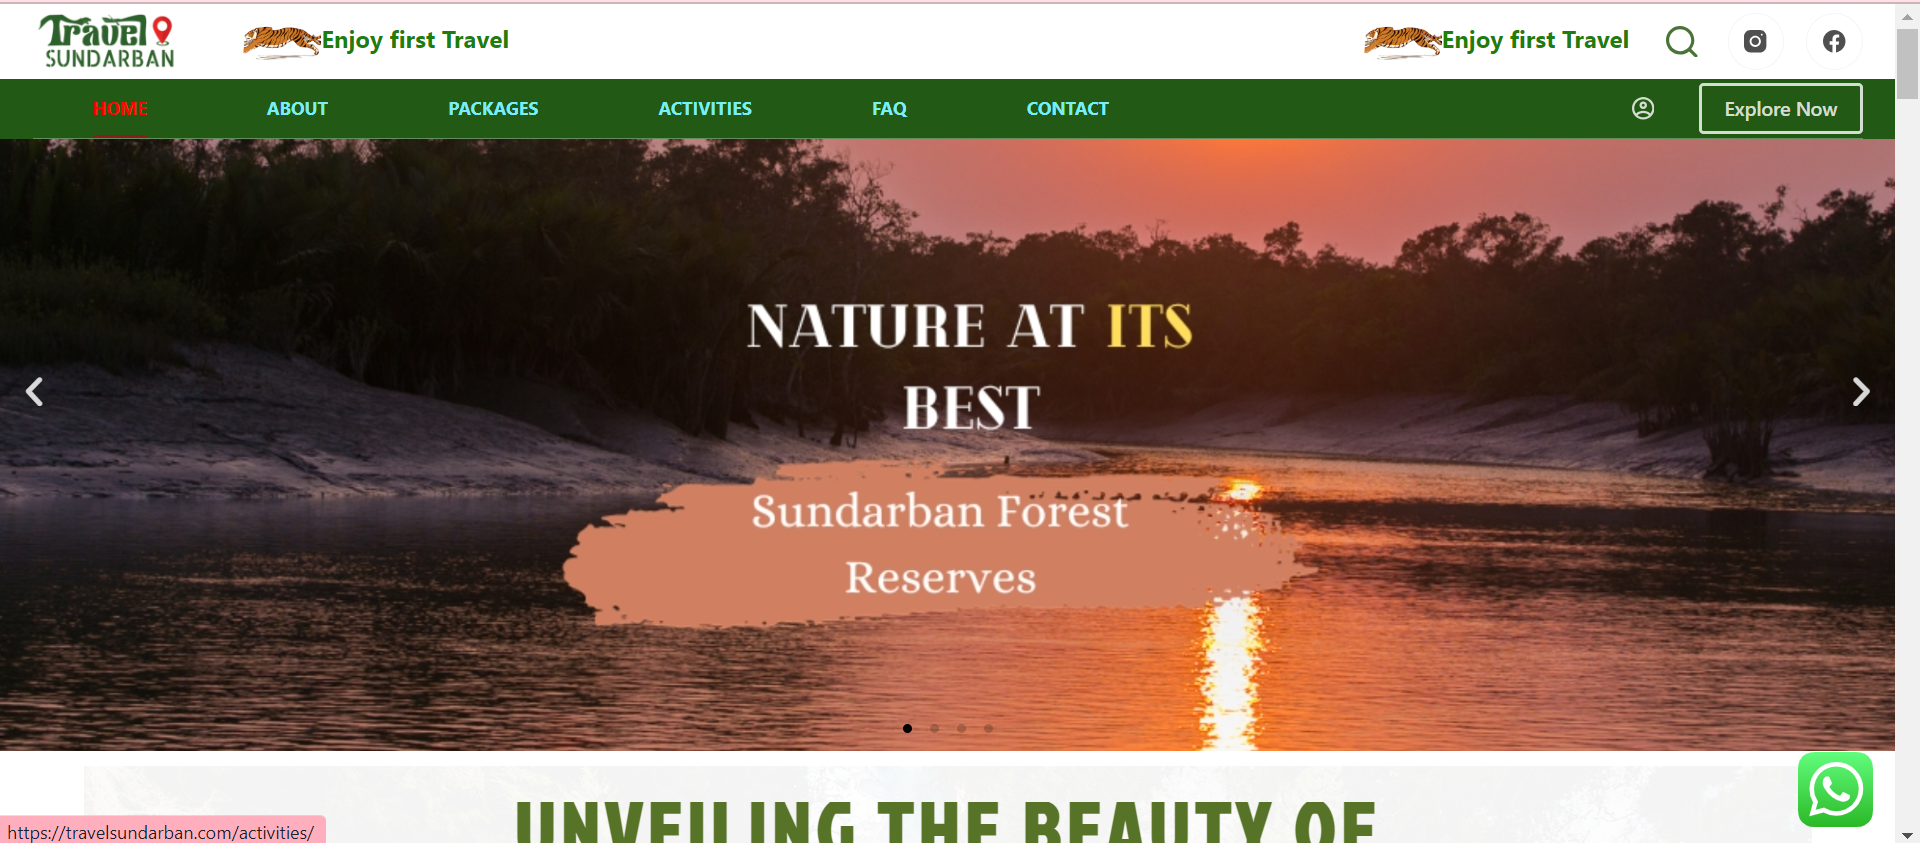 Travel
SUNDARBAN
Enjoy first Travel
Enjoy first Travel
HOME
ABOUT
PACKAGES
ACTIVITIES
FAQ
CONTACT
Explore Now
NATURE AT ITS
BEST
Sundarban Forest
Reserves
UNVEILING THE BEAUTY OF
https://travelsundarban.com/activities/